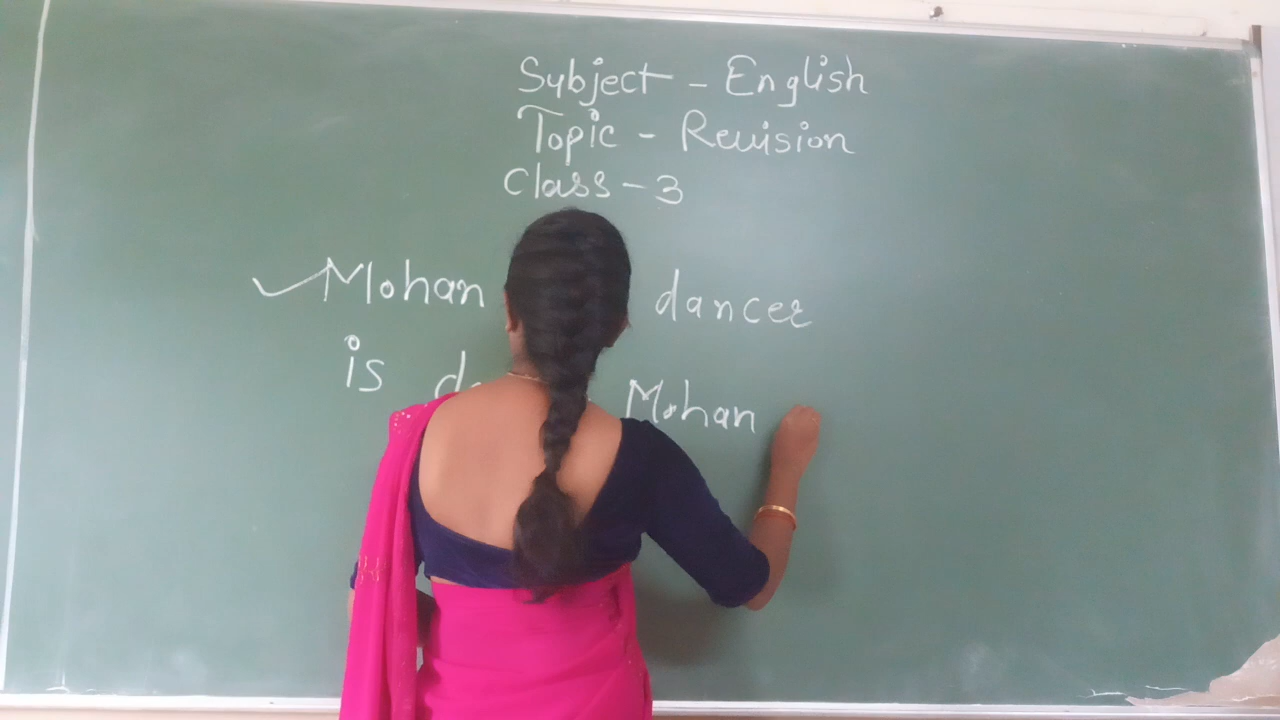 Subject - English
Topic - Revision
Class - 3
Mohan dancer
is Mohan